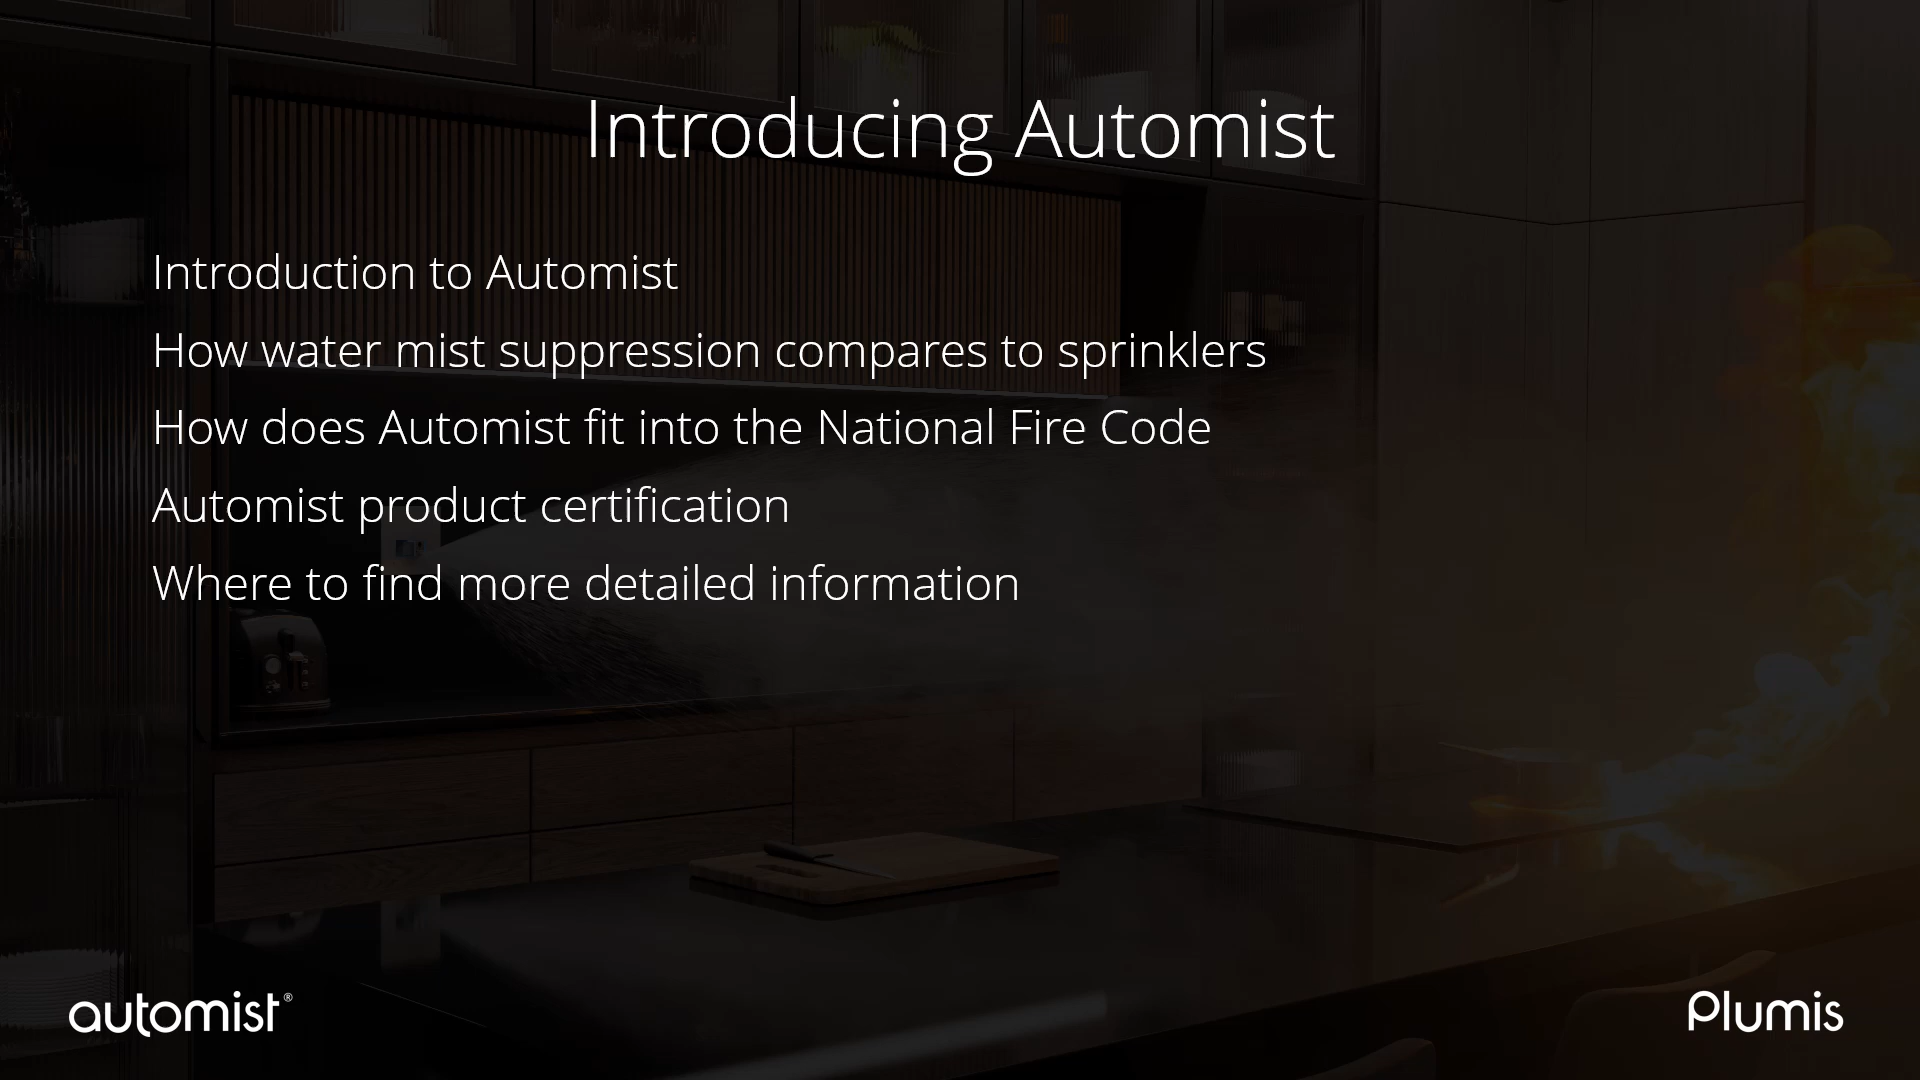 Introducing Automist
Introduction to Automist
How water mist suppression compares to sprinklers
How does Automist fit into the National Fire Code
Automist product certification
Where to find more detailed information
automist®
Plumis